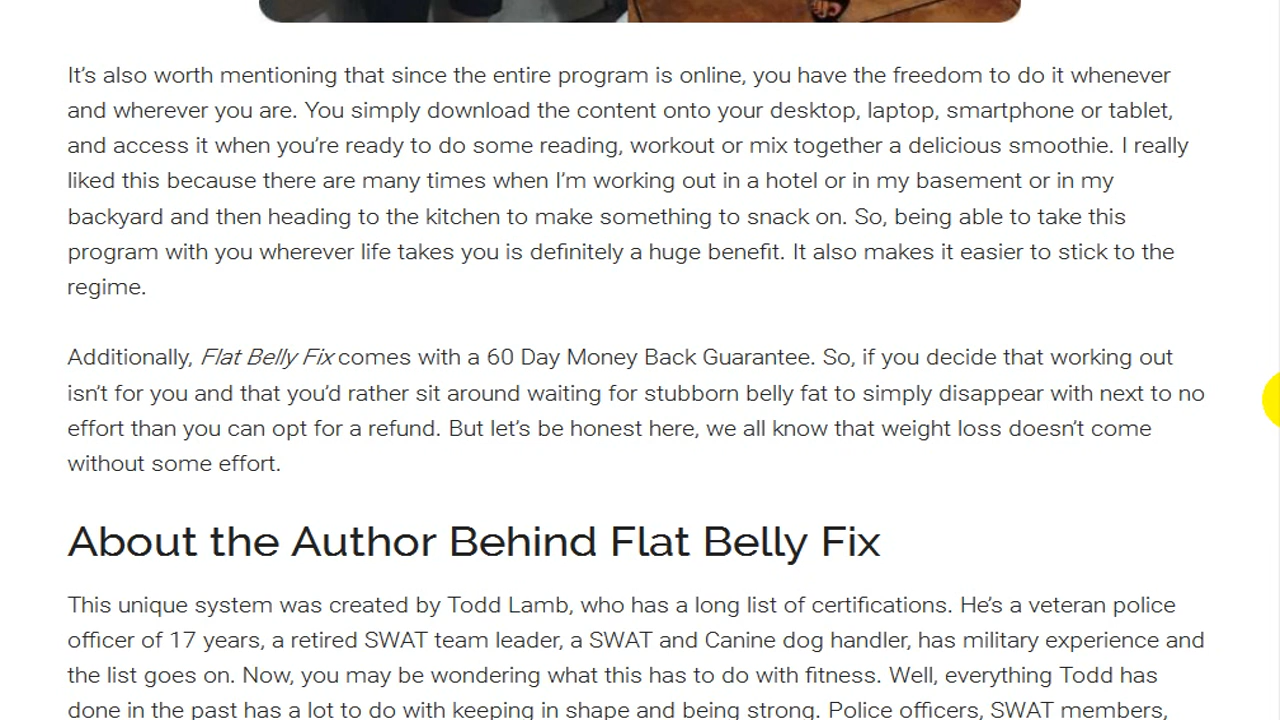 It's also worth mentioning that since the entire program is online, you have the freedom to do it whenever
and wherever you are. You simply download the content onto your desktop, laptop, smartphone or tablet,
and access it when you're ready to do some reading, workout or mix together a delicious smoothie. I really
liked this because there are many times when I'm working out in a hotel or in my basement or in my
backyard and then heading to the kitchen to make something to snack on. So, being able to take this
program with you wherever life takes you is definitely a huge benefit. It also makes it easier to stick to the
regime.
Additionally, Flat Belly Fix comes with a 60 Day Money Back Guarantee. So, if you decide that working out
isn't for you and that you'd rather sit around waiting for stubborn belly fat to simply disappear with next to no
effort than you can opt for a refund. But let's be honest here, we all know that weight loss doesn't come
without some effort.
About the Author Behind Flat Belly Fix
This unique system was created by Todd Lamb, who has a long list of certifications. He's a veteran police
officer of 17 years, a retired SWAT team leader, a SWAT and Canine dog handler, has military experience and
the list goes on. Now, you may be wondering what this has to do with fitness. Well, everything Todd has
done in the past has a lot to do with keeping in shape and being strong. Police officers, SWAT members,